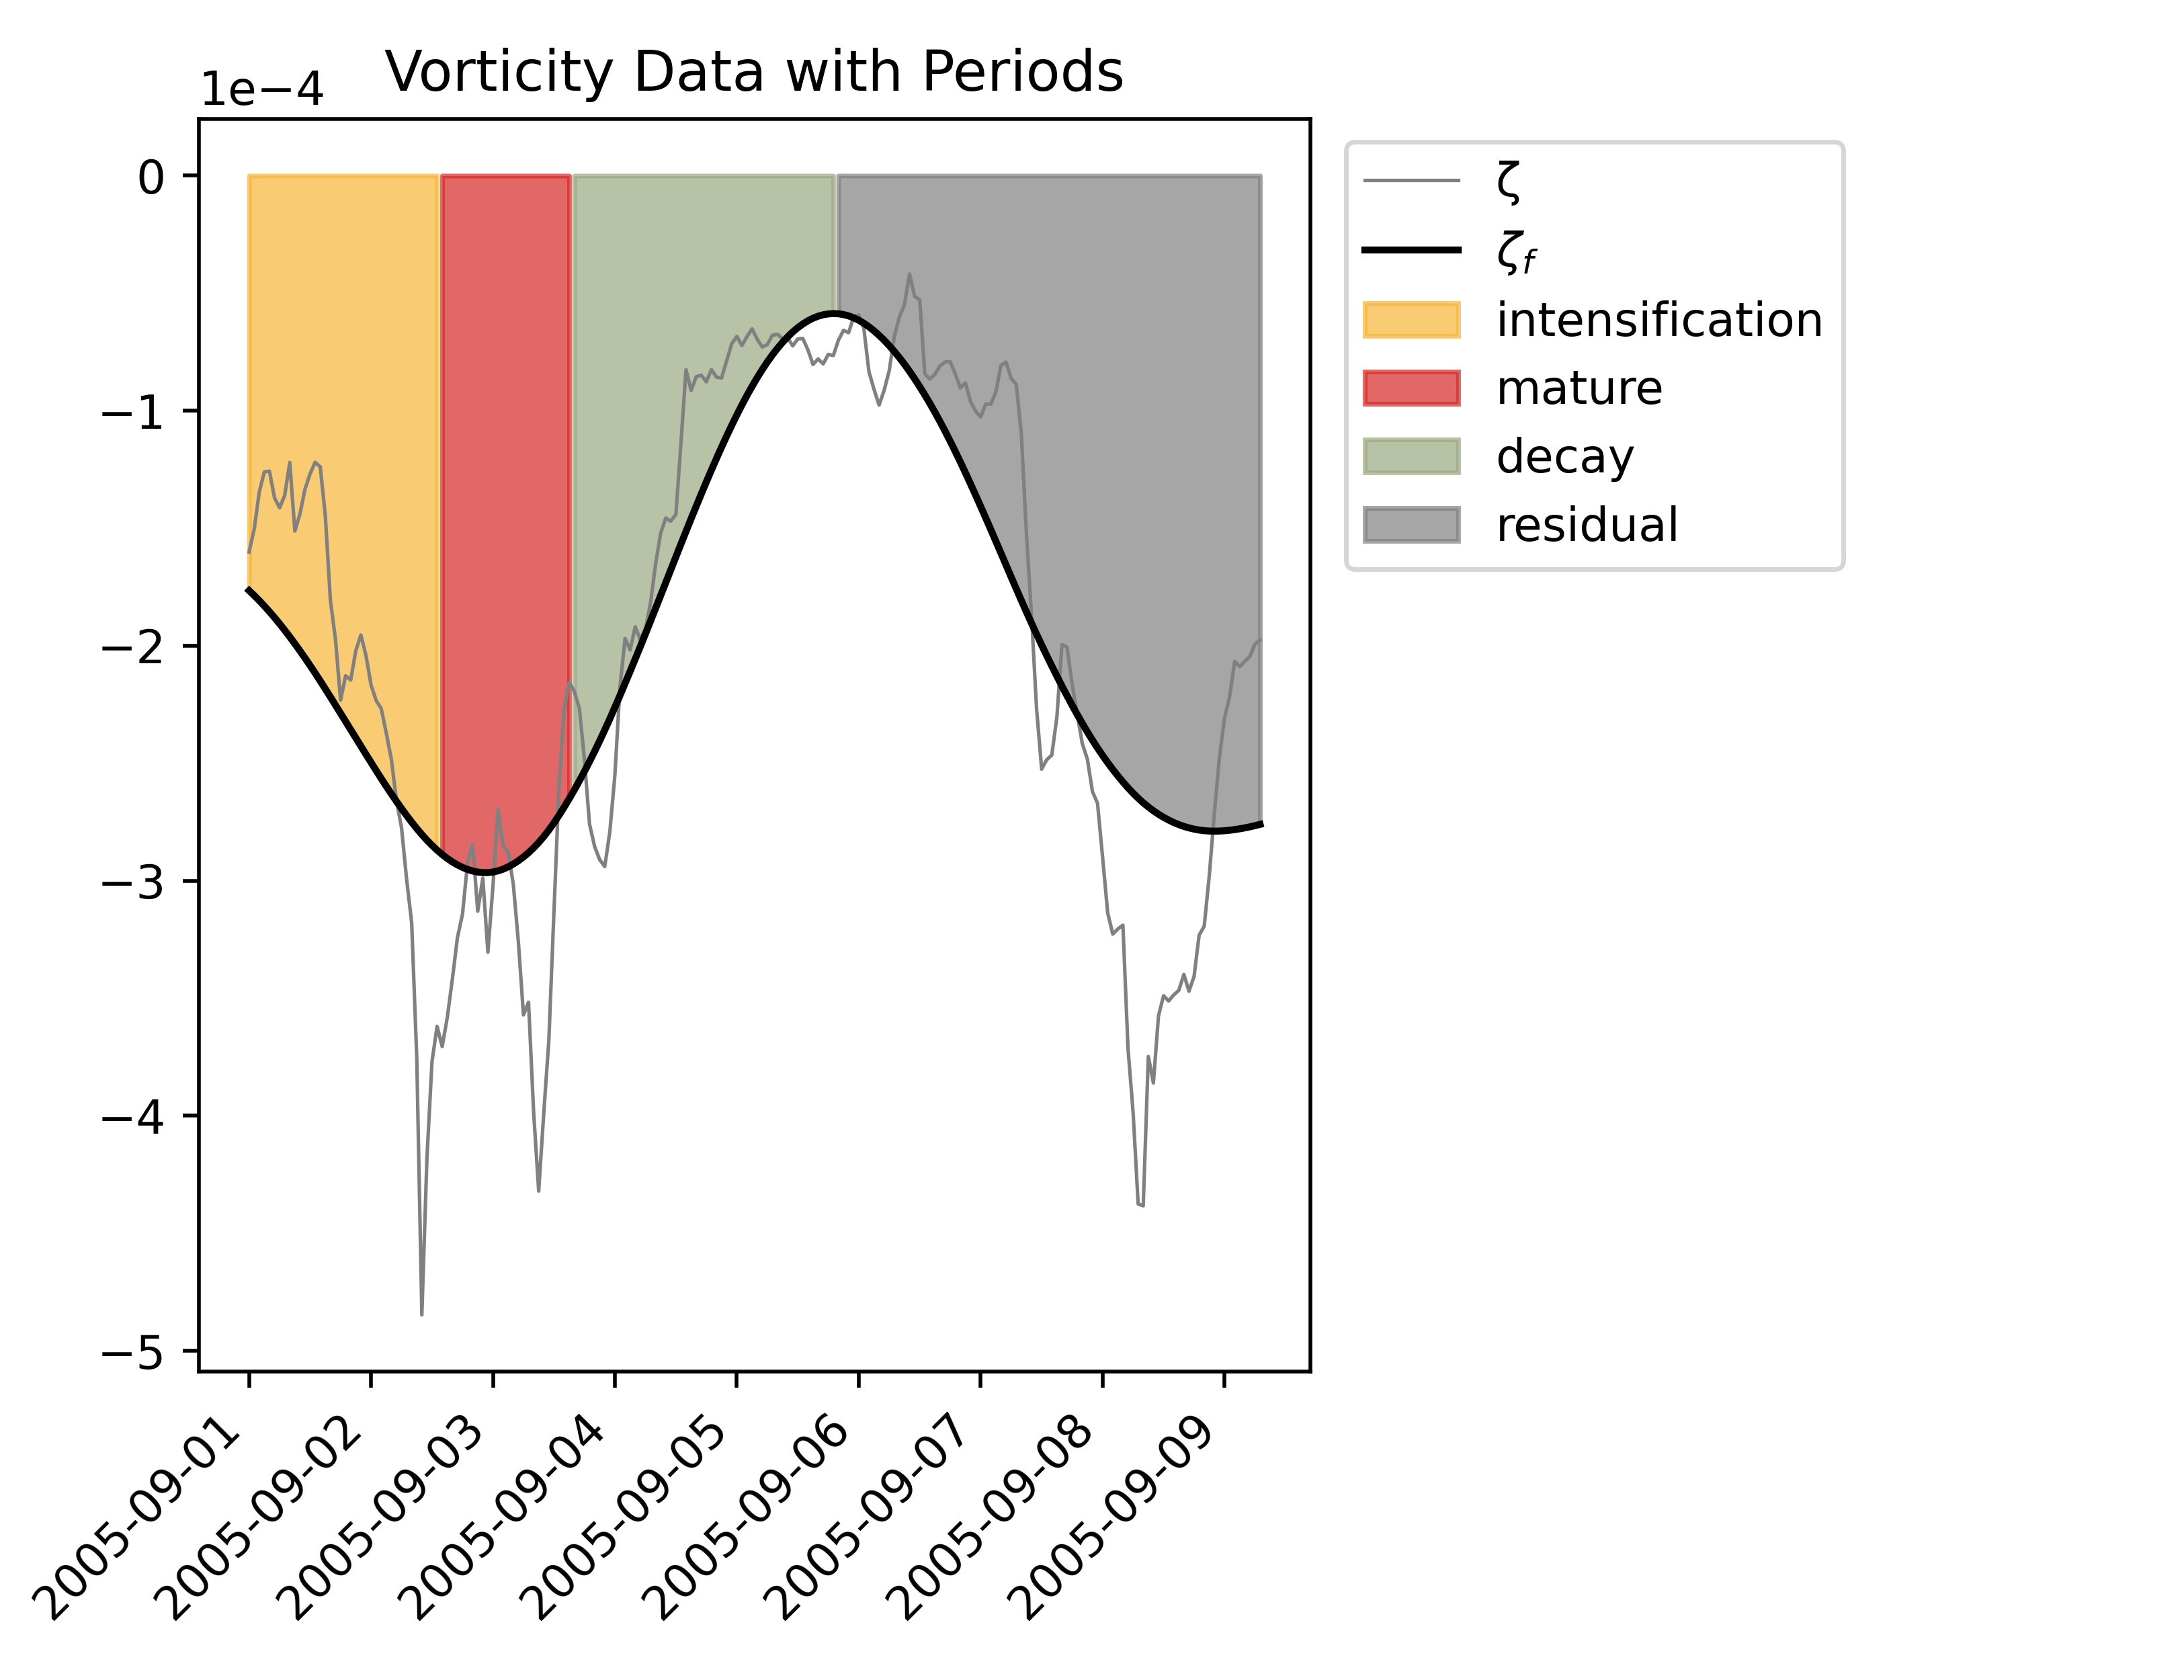 Vorticity Data with Periods
1e−4
0
−1
−2
−3
−4
−5
2005-09-01
2005-09-02
2005-09-03
2005-09-04
2005-09-05
2005-09-06
2005-09-07
2005-09-08
2005-09-09
ζ
ζf
intensification
mature
decay
residual